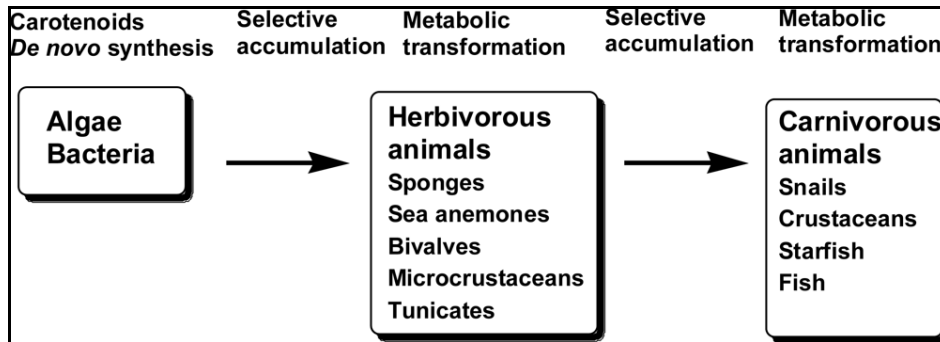 Carotenoids
De novo synthesis
Selective
accumulation
Metabolic
transformation
Selective
accumulation
Metabolic
transformation
Algae
Bacteria
Herbivorous
animals
Sponges
Sea anemones
Bivalves
Microcrustaceans
Tunicates
Carnivorous
animals
Snails
Crustaceans
Starfish
Fish